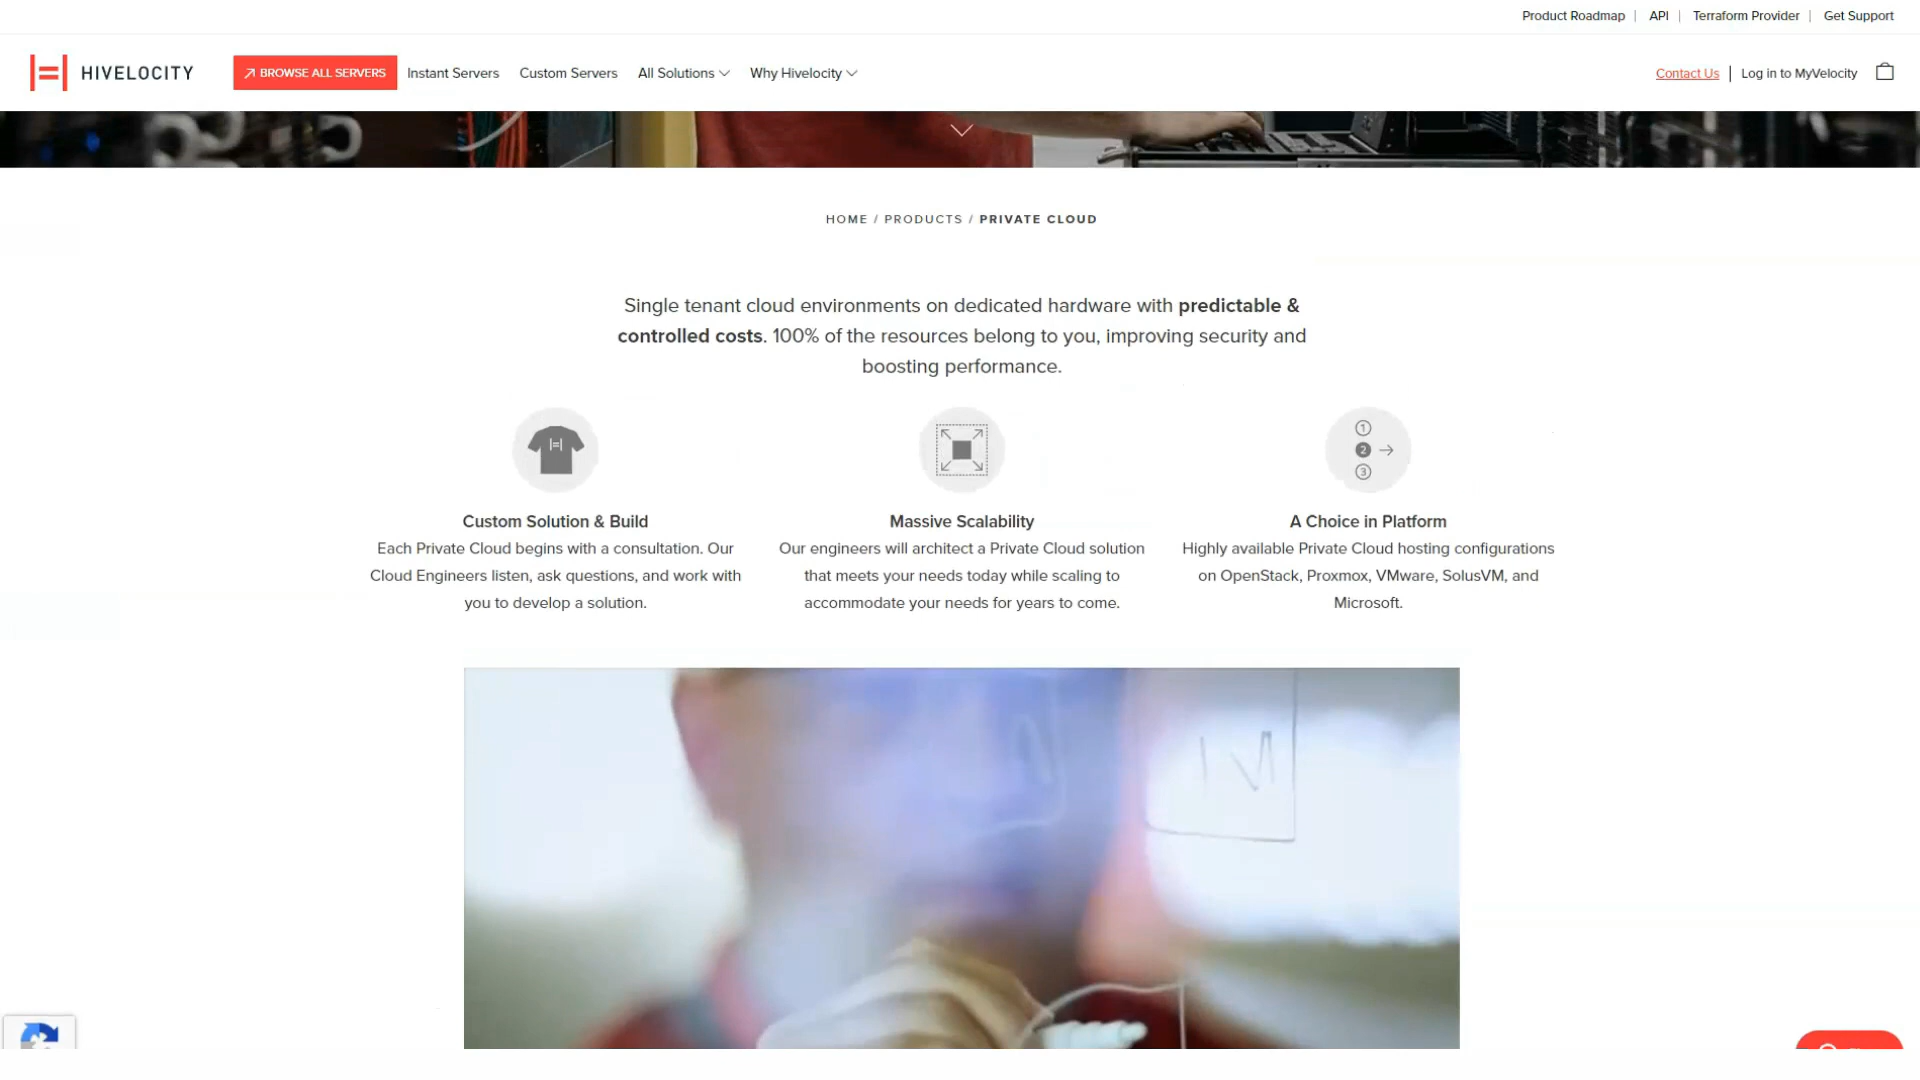 Product Roadmap | API | Terraform Provider | Get Support
HIVELOCITY BROWSE ALL SERVERS Instant Servers Custom Servers All Solutions Why Hivelocity Contact Us | Log in to MyVelocity
HOME / PRODUCTS / PRIVATE CLOUD
Single tenant cloud environments on dedicated hardware with predictable &
controlled costs. 100% of the resources belong to you, improving security and
boosting performance.
1
2
3
Custom Solution & Build
Each Private Cloud begins with a consultation. Our
Cloud Engineers listen, ask questions, and work with
you to develop a solution.
Massive Scalability
Our engineers will architect a Private Cloud solution
that meets your needs today while scaling to
accommodate your needs for years to come.
A Choice in Platform
Highly available Private Cloud hosting configurations
on OpenStack, Proxmox, VMware, SolusVM, and
Microsoft.